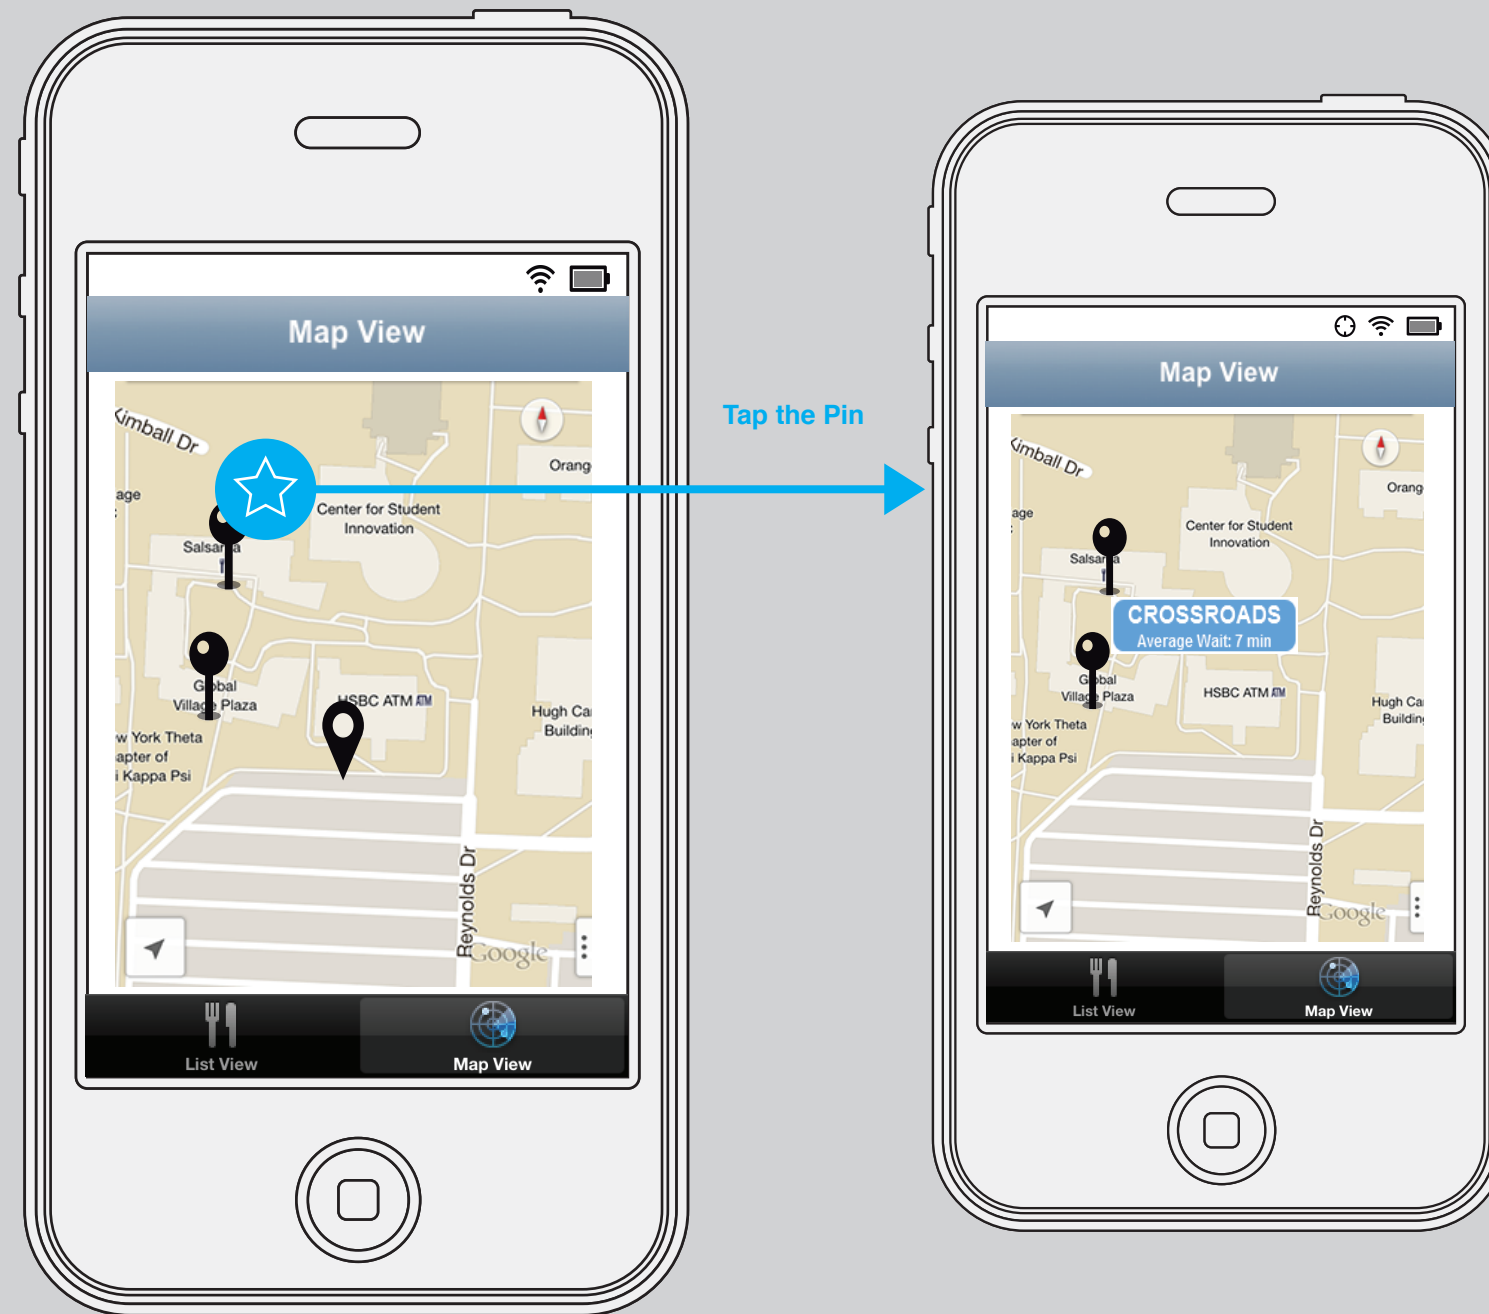 Map View
Kimball Dr
Orang
age
Center for Student
Innovation
Global
Village Plaza
HSBC ATM ATM
Hugh Ca
Buildin
w York Theta
apter of
i Kappa Psi
Reynolds Dr
Google
List View
Map View
Tap the Pin
Map View
Kimball Dr
Orang
age
Center for Student
Innovation
CROSSROADS
Average Wait: 7 min
Global
Village Plaza
HSBC ATM ATM
Hugh Ca
Buildin
w York Theta
apter of
i Kappa Psi
Reynolds Dr
Google
List View
Map View